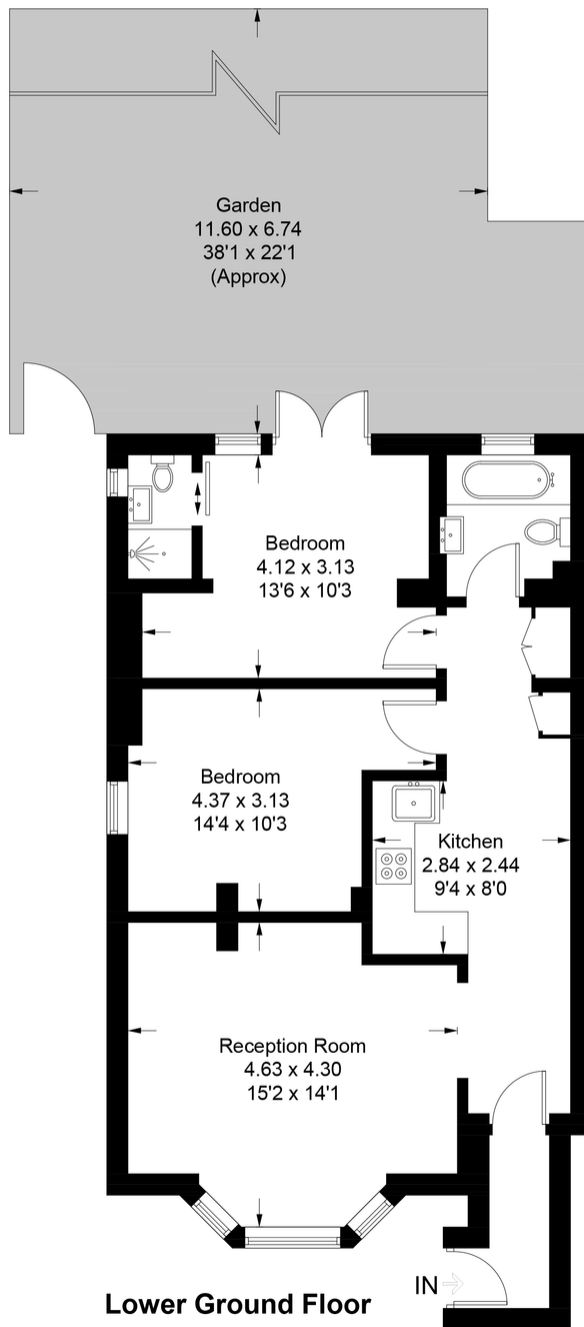 Garden
11.60 x 6.74
38'1 x 22'1
(Approx)
Bedroom
4.12 x 3.13
13'6 x 10'3
Bedroom
4.37 x 3.13
14'4 x 10'3
Kitchen
2.84 x 2.44
9'4 x 8'0
Reception Room
4.63 x 4.30
15'2 x 14'1
IN
Lower Ground Floor